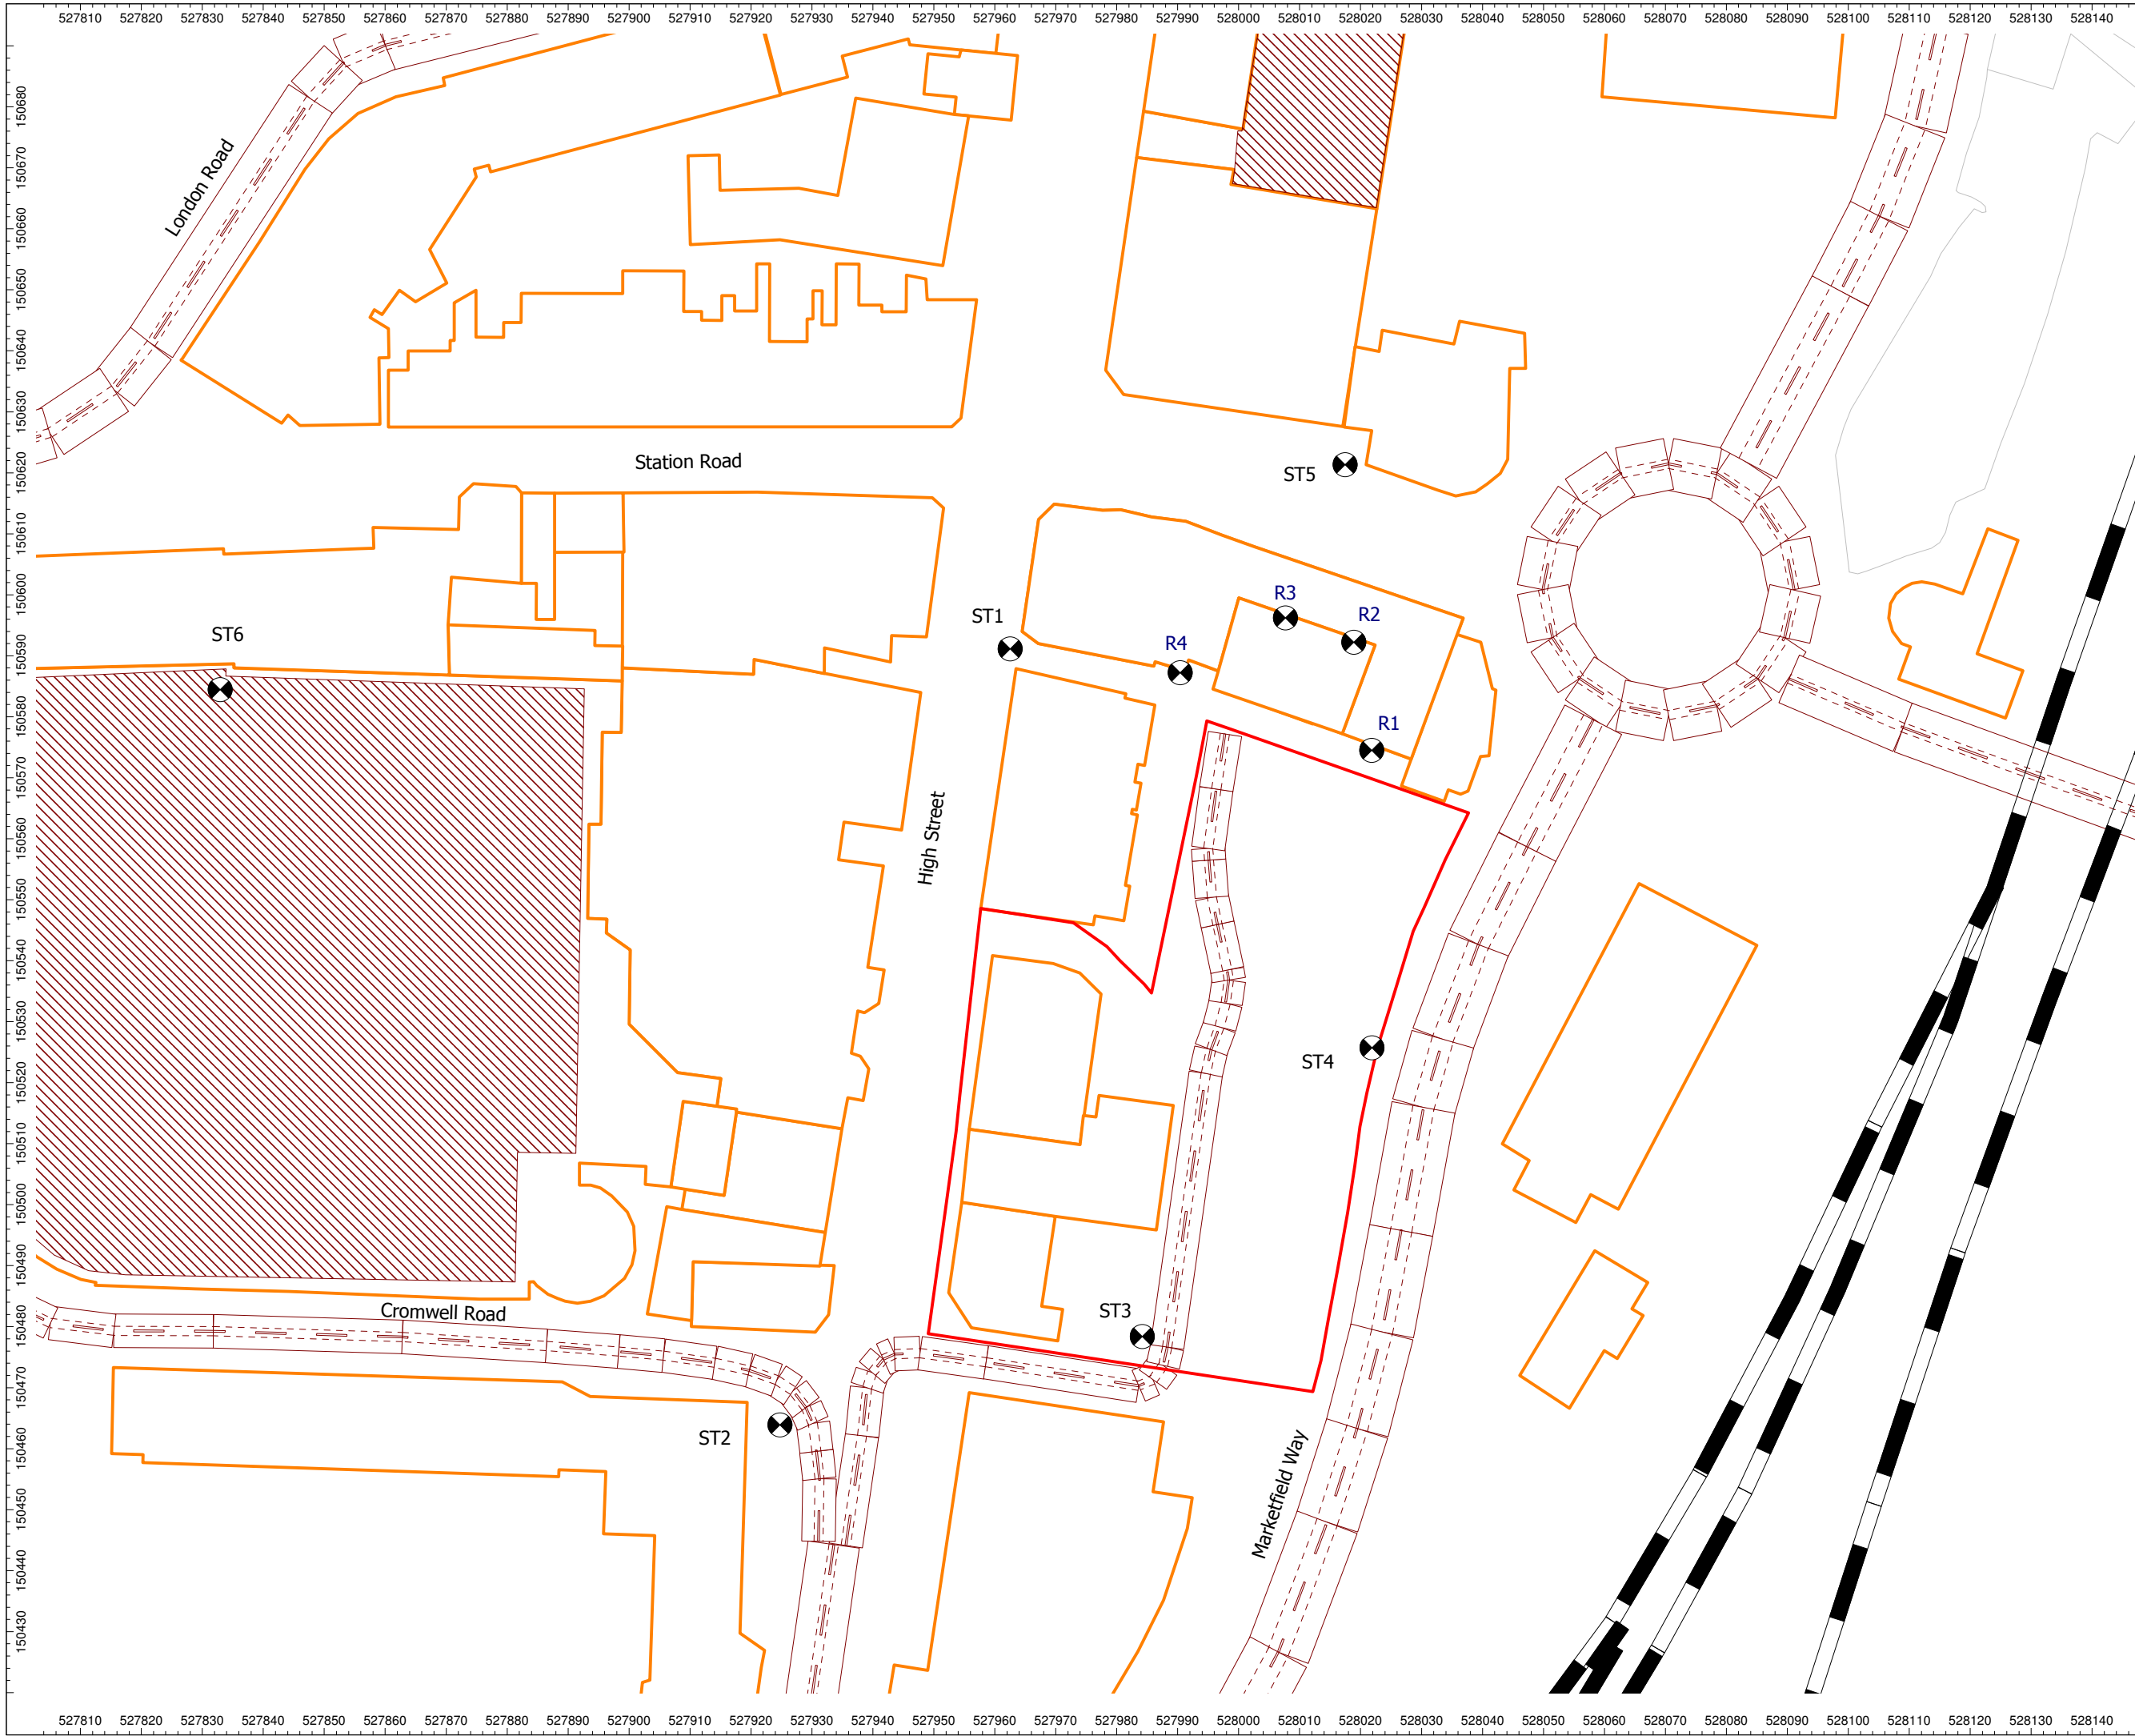 527810 527820 527830 527840 527850 527860 527870 527880 527890 527900 527910 527920 527930 527940 527950 527960 527970 527980 527990 528000 528010 528020 528030 528040 528050 528060 528070 528080 528090 528100 528110 528120 528130 528140
150680
150670
150660
150650
150640
150630
150620
150610
150600
150590
150580
150570
150560
150550
150540
150530
150520
150510
150500
150490
150480
150470
150460
150450
150440
150430
London Road
Station Road
ST5
R3
ST1
R2
ST6
R4
R1
High Street
ST4
Cromwell Road
ST3
ST2
Marketfield Way
527810 527820 527830 527840 527850 527860 527870 527880 527890 527900 527910 527920 527930 527940 527950 527960 527970 527980 527990 528000 528010 528020 528030 528040 528050 528060 528070 528080 528090 528100 528110 528120 528130 528140